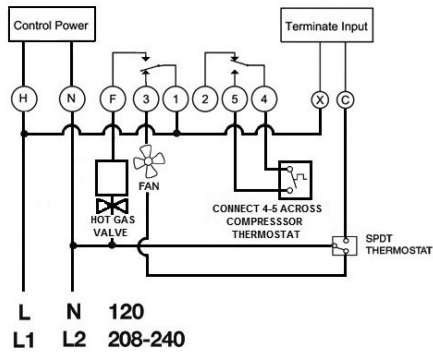 Control Power
Terminate Input
H
N
F
3
1
2
5
4
X
C
FAN
HOT GAS
VALVE
CONNECT 4-5 ACROSS
COMPRESSSOR
THERMOSTAT
SPDT
THERMOSTAT
L N 120
L1 L2 208-240